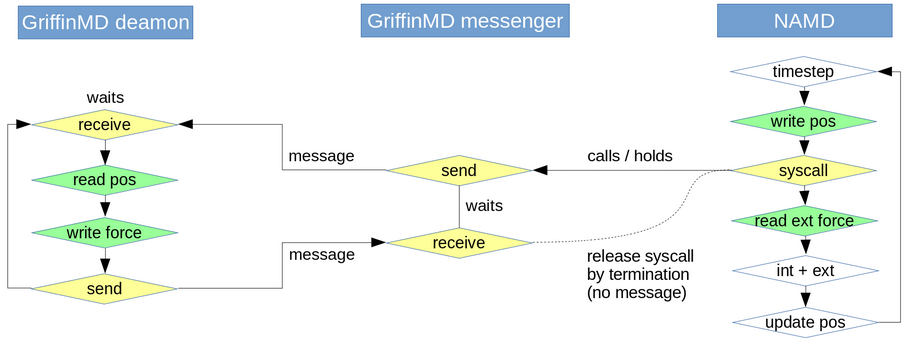 GriffinMD deamon
GriffinMD messenger
NAMD
waits
receive
read pos
write force
send
message
message
send
waits
receive
calls / holds
release syscall
by termination
(no message)
timestep
write pos
syscall
read ext force
int + ext
update pos